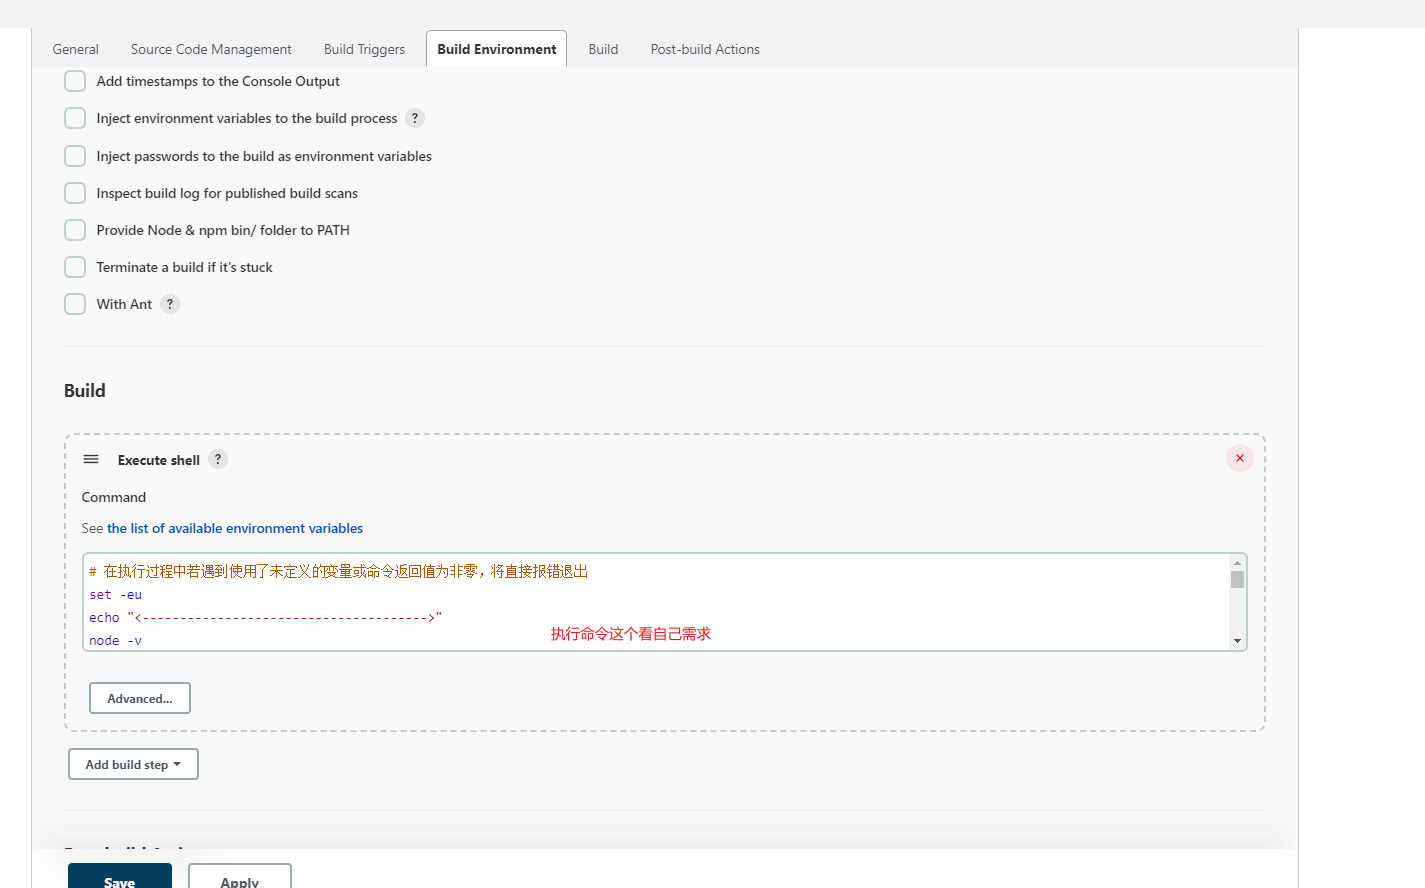 General Source Code Management Build Triggers Build Environment Build Post-build Actions
Add timestamps to the Console Output
Inject environment variables to the build process ?
Inject passwords to the build as environment variables
Inspect build log for published build scans
Provide Node & npm bin/ folder to PATH
Terminate a build if it's stuck
With Ant ?
Build
Execute shell ?
Command
See the list of available environment variables
# 在执行过程中若遇到使用了未定义的变量或命令返回值为非零，将直接报错退出
set -eu
echo "<-------------------------------------->"
node -v
执行命令这个看自己需求
Advanced...
Add build step
Save Apply